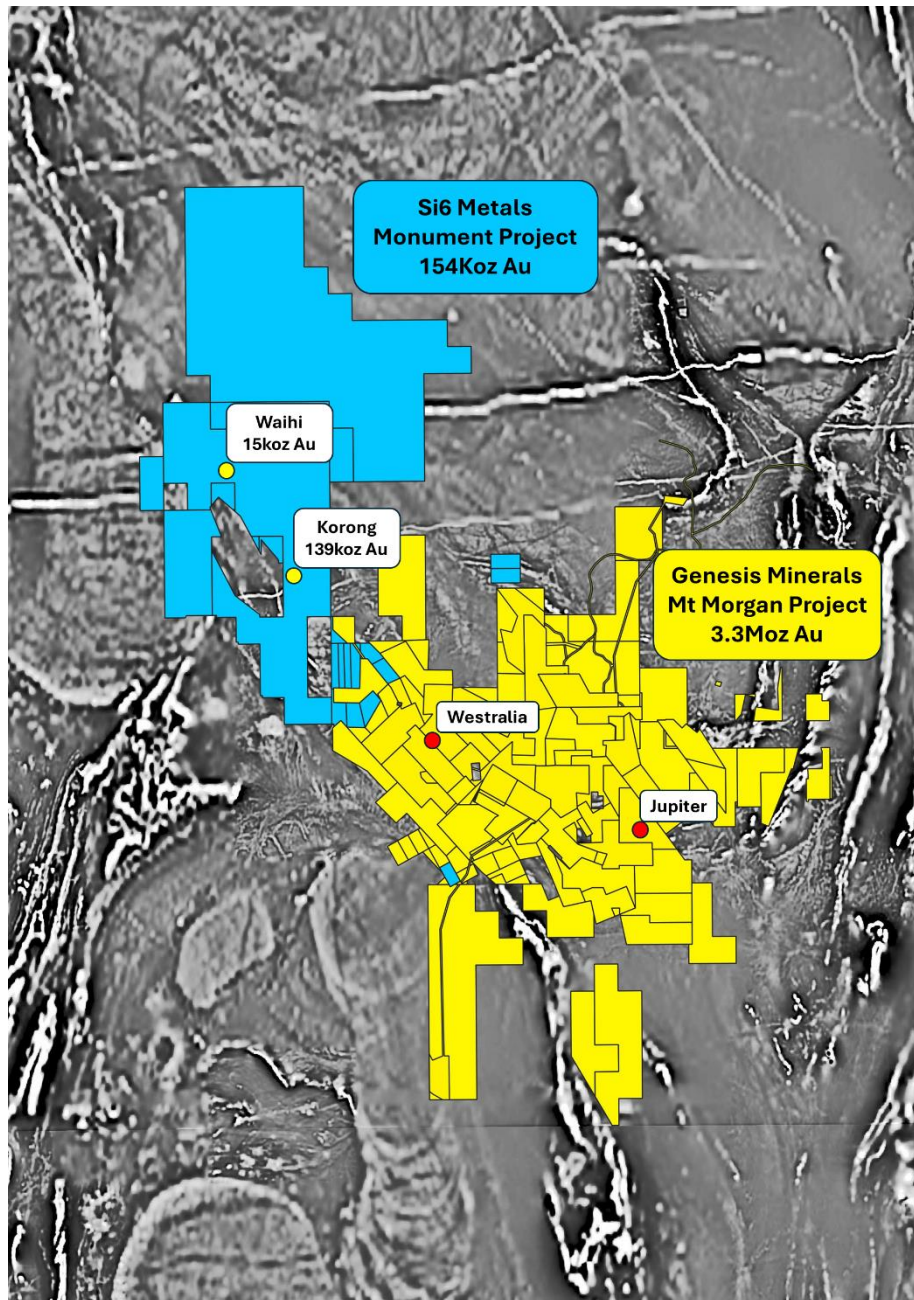 Si6 Metals
Monument Project
154Koz Au
Waihi
15koz Au
Korong
139koz Au
Genesis Minerals
Mt Morgan Project
3.3Moz Au
Westralia
Jupiter